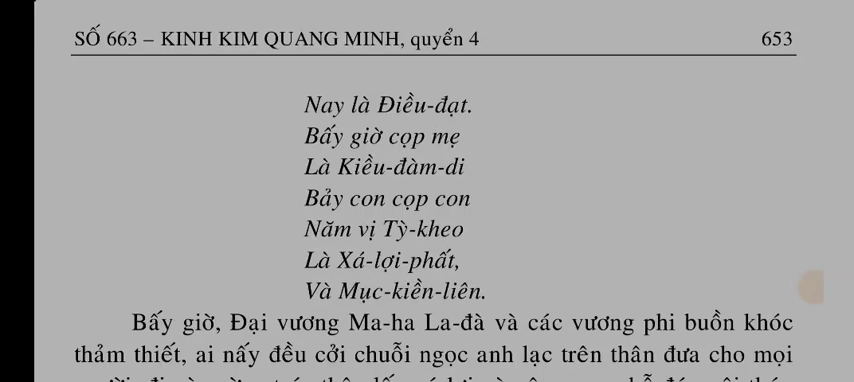 SỐ 663 – KINH KIM QUANG MINH, quyển 4 653
Nay là Điều-đạt.
Bấy giờ cọp mẹ
Là Kiều-đàm-di
Bảy con cọp con
Năm vị Tỳ-kheo
Là Xá-lợi-phất,
Và Mục-kiền-liên.
Bấy giờ, Đại vương Ma-ha La-đà và các vương phi buồn khóc
thảm thiết, ai nấy đều cởi chuỗi ngọc anh lạc trên thân đưa cho mọi